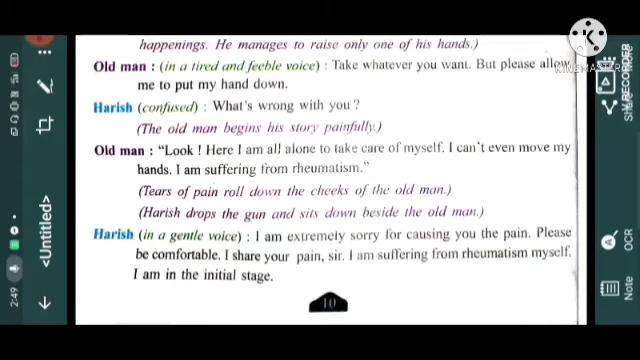 happenings. He manages to raise only one of his hands.)
Old man : (in a tired and feeble voice) : Take whatever you want. But please allow
me to put my hand down.
Harish (confused) : What's wrong with you ?
(The old man begins his story painfully.)
Old man : "Look ! Here I am all alone to take care of myself. I can't even move my
hands. I am suffering from rheumatism."
(Tears of pain roll down the cheeks of the old man.)
(Harish drops the gun and sits down beside the old man.)
Harish (in a gentle voice) : I am extremely sorry for causing you the pain. Please
be comfortable. I share your pain, sir. I am suffering from rheumatism myself.
I am in the initial stage.
10
2:49
<Untitled>
KINEMASTER
RECORDER
Share
OCR
Note